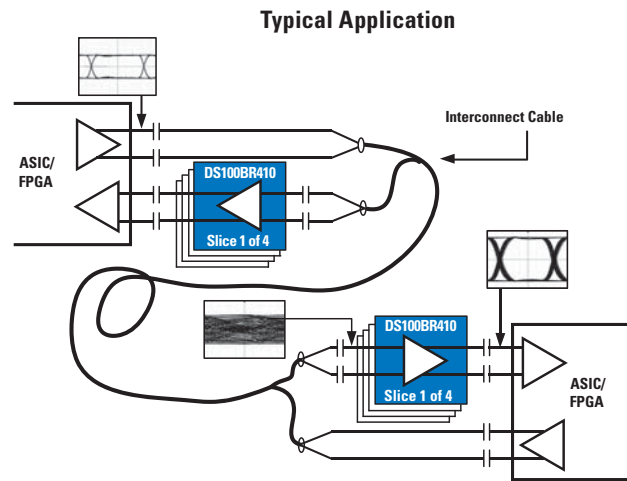 Typical Application
Interconnect Cable
ASIC/
FPGA
DS100BR410
Slice 1 of 4
DS100BR410
Slice 1 of 4
ASIC/
FPGA